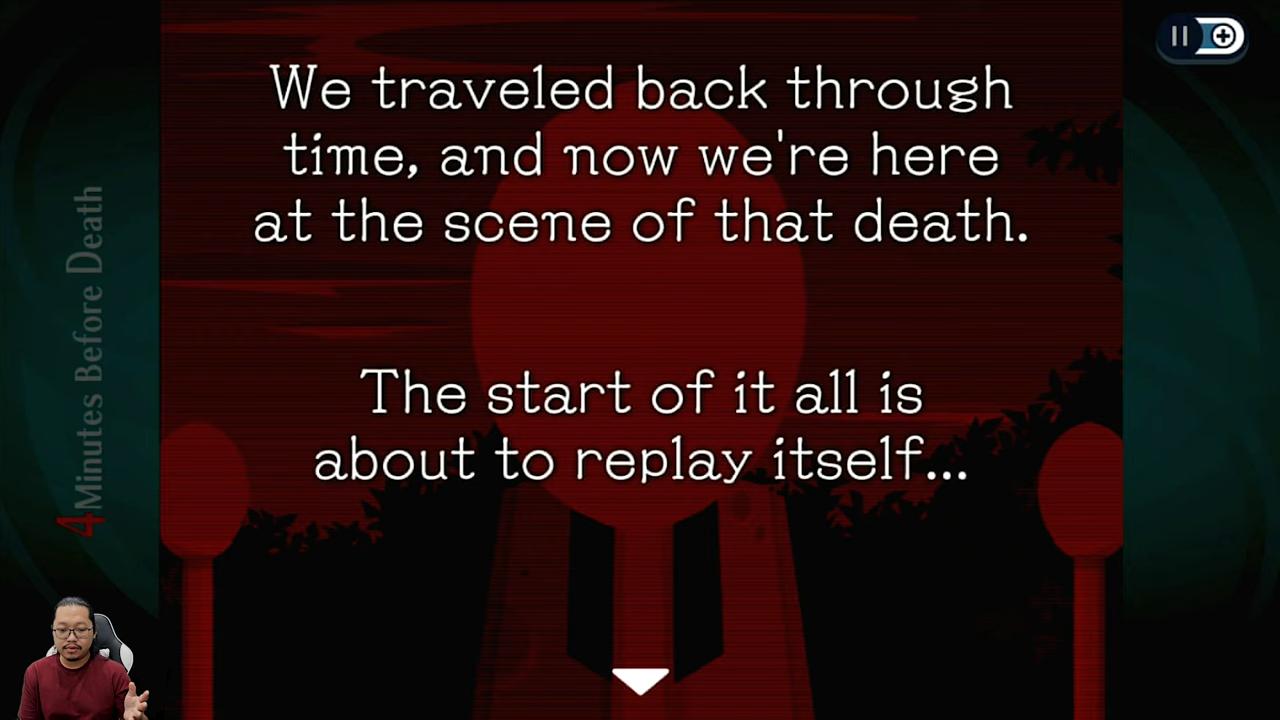 We traveled back through
time, and now we're here
at the scene of that death.
The start of it all is
about to replay itself...
4 Minutes Before Death